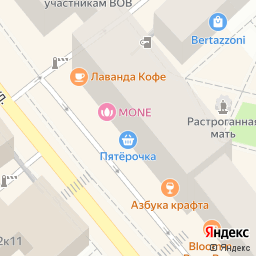 участникам ВОВ
Bertazzoni
Лаванда Кофе
MONE
Растроганная
мать
Пятёрочка
Азбука крафта
2к11
Яндекс